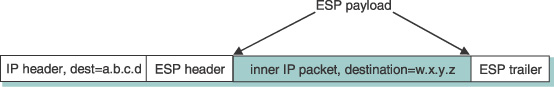 ESP payload
IP header, dest=a.b.c.d ESP header inner IP packet, destination=w.x.y.z ESP trailer